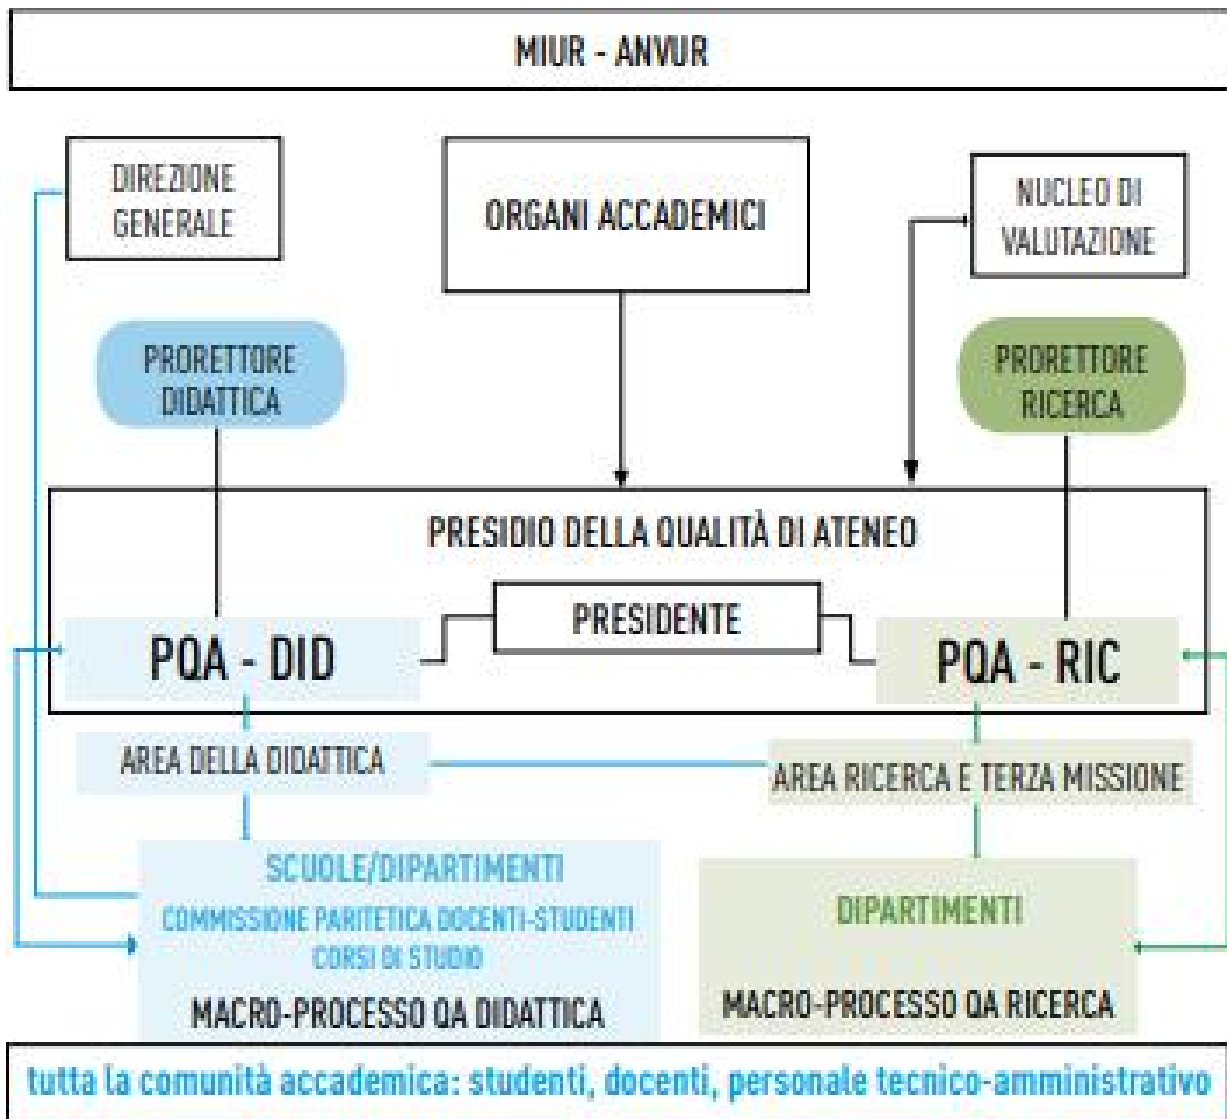 MIUR - ANVUR
DIREZIONE
GENERALE
ORGANI ACCADEMICI
NUCLEO DI
VALUTAZIONE
PRORETTORE
DIDATTICA
PRORETTORE
RICERCA
PRESIDIO DELLA QUALITÀ DI ATENEO
PRESIDENTE
PQA - DID
PQA - RIC
AREA DELLA DIDATTICA
AREA RICERCA E TERZA MISSIONE
SCUOLE/DIPARTIMENTI
COMMISSIONE PARITETICA DOCENTI-STUDENTI
CORSI DI STUDIO
MACRO-PROCESSO QA DIDATTICA
DIPARTIMENTI
MACRO-PROCESSO QA RICERCA
tutta la comunità accademica: studenti, docenti, personale tecnico-amministrativo